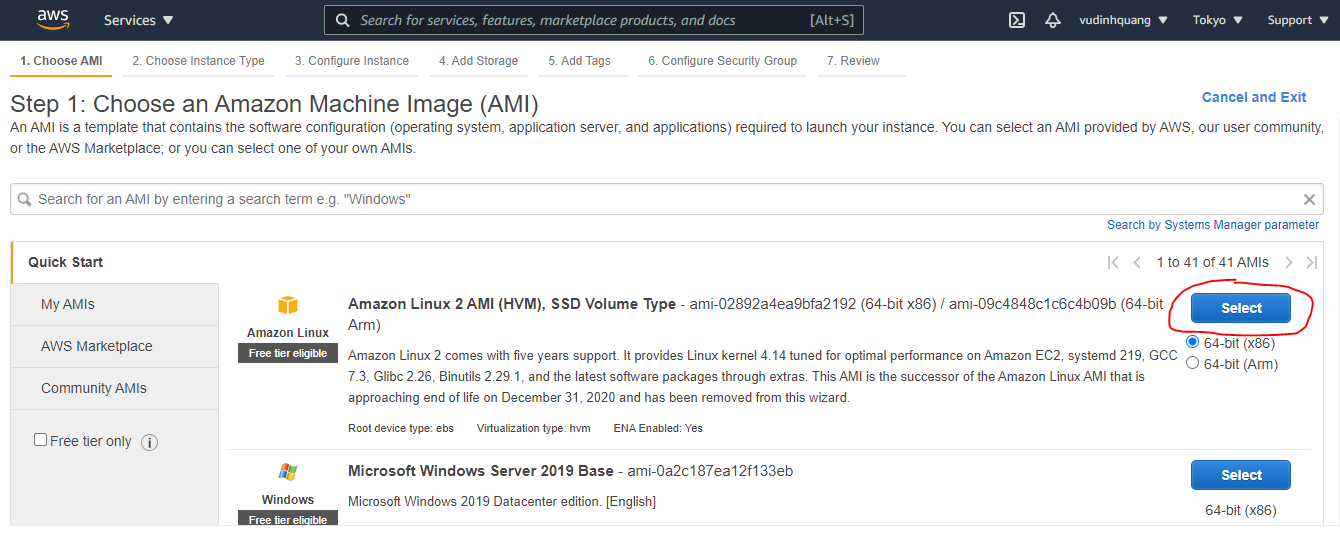 aws Services Search for services, features, marketplace products, and docs [Alt+S] vudinhquang Tokyo Support
1. Choose AMI 2. Choose Instance Type 3. Configure Instance 4. Add Storage 5. Add Tags 6. Configure Security Group 7. Review
Step 1: Choose an Amazon Machine Image (AMI)
Cancel and Exit
An AMI is a template that contains the software configuration (operating system, application server, and applications) required to launch your instance. You can select an AMI provided by AWS, our user community,
or the AWS Marketplace; or you can select one of your own AMIs.
Search for an AMI by entering a search term e.g. "Windows"
Search by Systems Manager parameter
Quick Start
1 to 41 of 41 AMIs
My AMIs
AWS Marketplace
Community AMIs
Free tier only
Amazon Linux
Free tier eligible
Amazon Linux 2 AMI (HVM), SSD Volume Type - ami-02892a4ea9bfa2192 (64-bit x86) / ami-09c4848c1c6c4b09b (64-bit
Arm)
Amazon Linux 2 comes with five years support. It provides Linux kernel 4.14 tuned for optimal performance on Amazon EC2, systemd 219, GCC
7.3, Glibc 2.26, Binutils 2.29.1, and the latest software packages through extras. This AMI is the successor of the Amazon Linux AMI that is
approaching end of life on December 31, 2020 and has been removed from this wizard.
Root device type: ebs Virtualization type: hvm ENA Enabled: Yes
Select
64-bit (x86)
64-bit (Arm)
Windows
Free tier eligible
Microsoft Windows Server 2019 Base - ami-0a2c187ea12f133eb
Microsoft Windows 2019 Datacenter edition. [English]
Select
64-bit (x86)